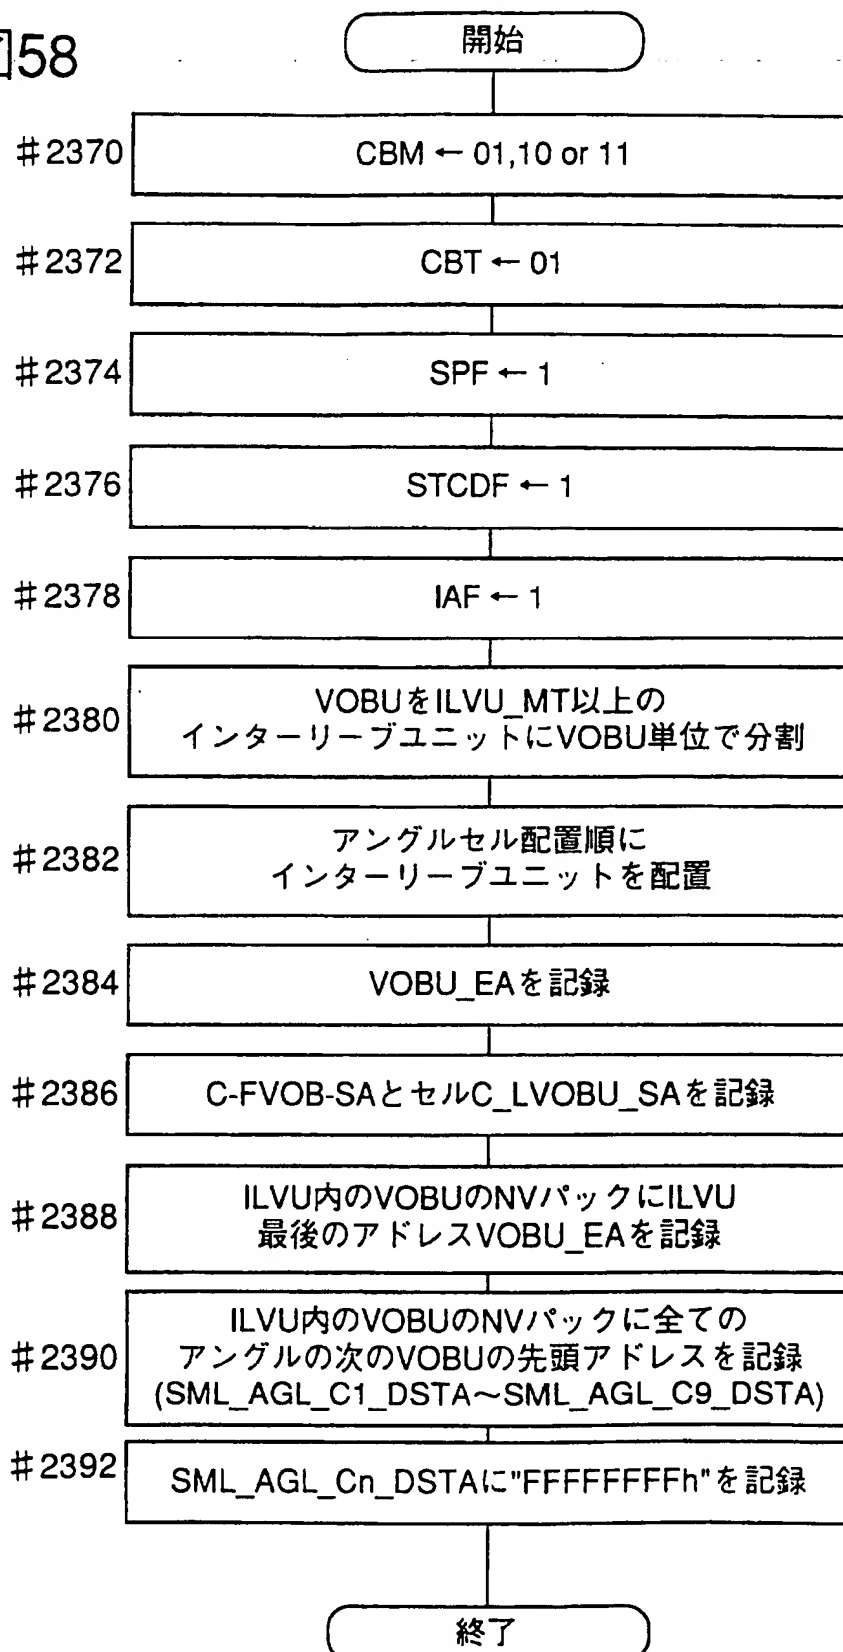 図58
開始
#2370
CBM ← 01,10 or 11
#2372
CBT ← 01
#2374
SPF ← 1
#2376
STCDF ← 1
#2378
IAF ← 1
#2380
VOBUをILVU_MT以上の
インターリーブユニットにVOBU単位で分割
#2382
アングルセル配置順に
インターリーブユニットを配置
#2384
VOBU_EAを記録
#2386
C-FVOB-SAとセルC_LVOBU_SAを記録
#2388
ILVU内のVOBUのNVパックにILVU
最後のアドレスVOBU_EAを記録
#2390
ILVU内のVOBUのNVパックに全ての
アングルの次のVOBUの先頭アドレスを記録
(SML_AGL_C1_DSTA～SML_AGL_C9_DSTA)
#2392
SML_AGL_Cn_DSTAに"FFFFFFFFh"を記録
終了